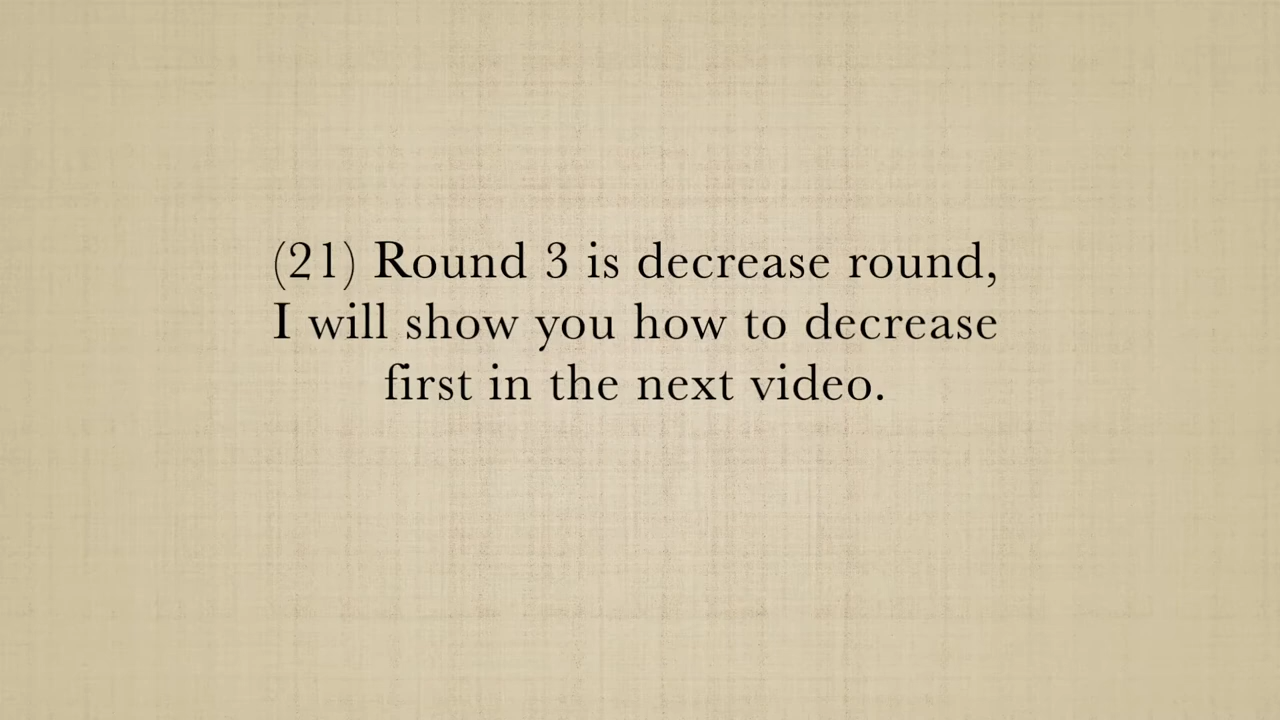 (21) Round 3 is decrease round,
I will show you how to decrease
first in the next video.